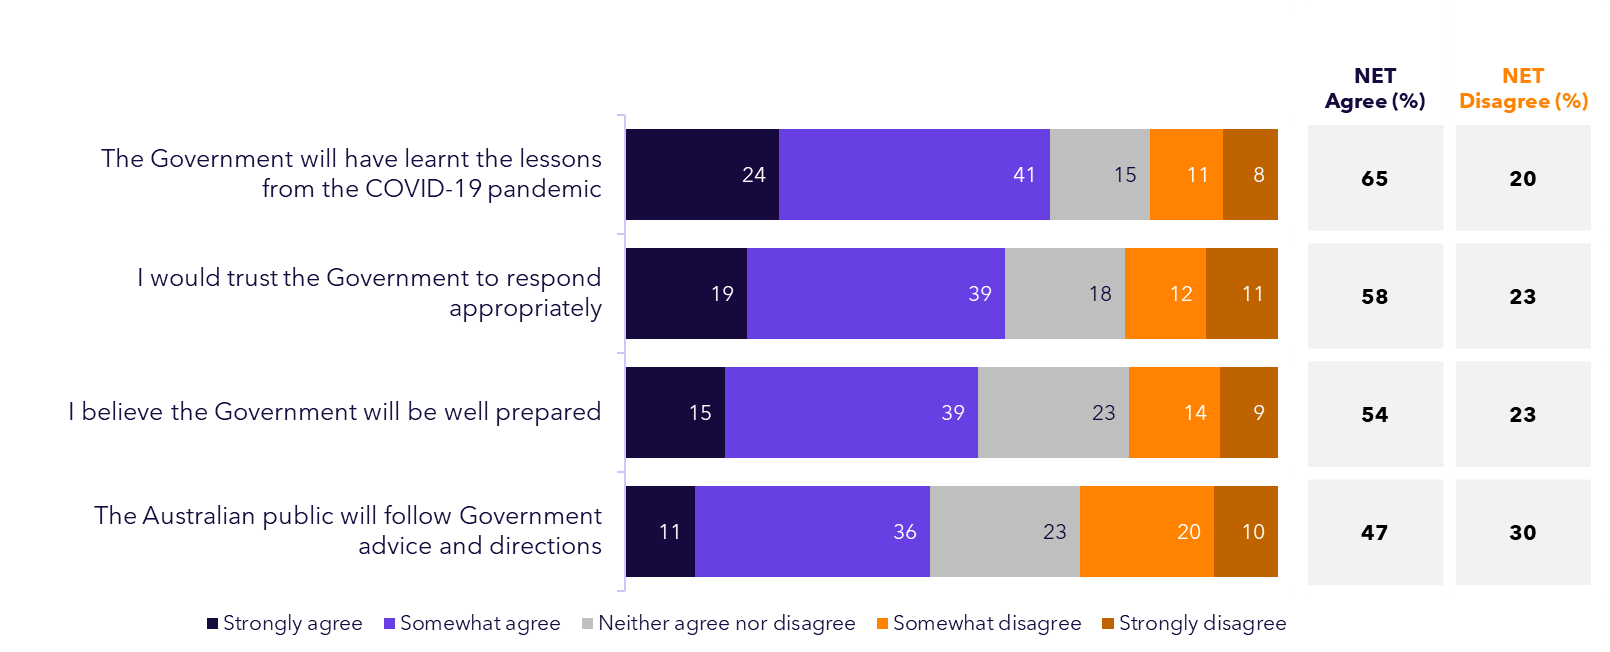 NET
Agree (%)
NET
Disagree (%)
The Government will have learnt the lessons
from the COVID-19 pandemic
24 41 15 11 8 65 20
I would trust the Government to respond
appropriately
19 39 18 12 11 58 23
I believe the Government will be well prepared
15 39 23 14 9 54 23
The Australian public will follow Government
advice and directions
11 36 23 20 10 47 30
Strongly agree Somewhat agree Neither agree nor disagree Somewhat disagree Strongly disagree